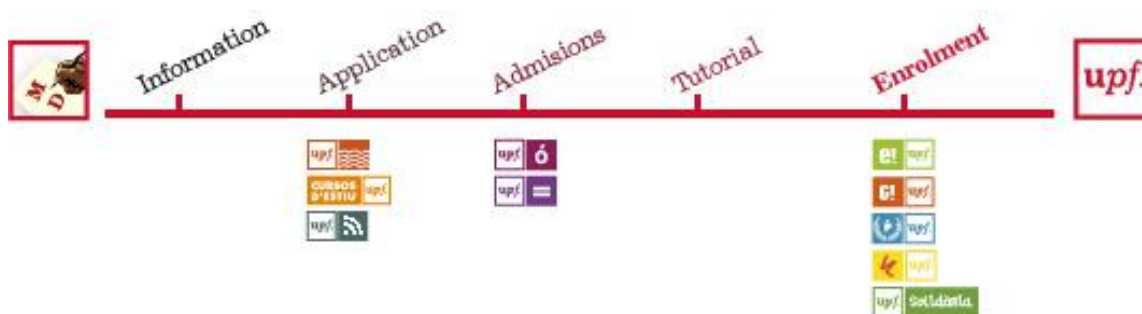 M
D
Information
Application
Admisions
Tutorial
Enrolment
upf.
upf.
CURSOS
D'ESTIU
upf.
upf.
upf. ó
upf. =
e! upf.
G! upf.
upf.
upf.
upf. Solidària